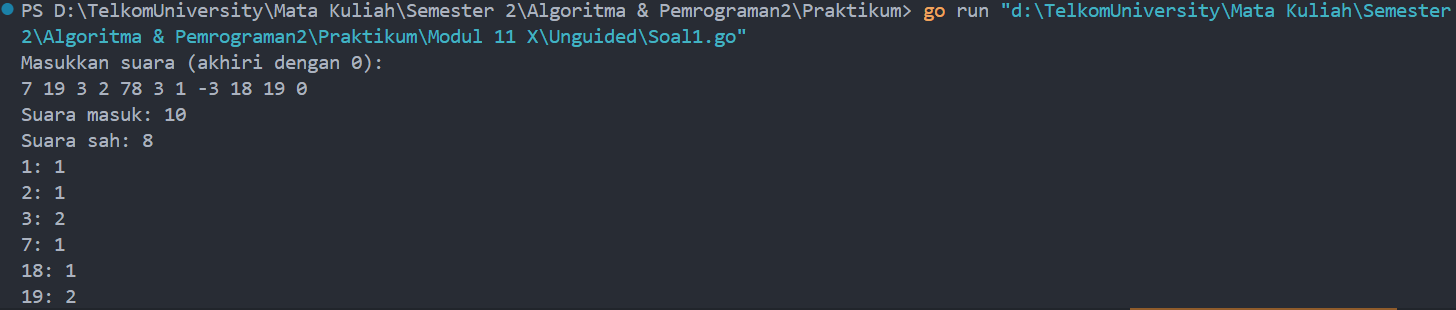 PS D:\TelkomUniversity\Mata Kuliah\Semester 2\Algoritma & Pemrograman2\Praktikum> go run "d:\TelkomUniversity\Mata Kuliah\Semester
2\Algoritma & Pemrograman2\Praktikum\Modul 11 X\Unguided\Soal1.go"
Masukkan suara (akhiri dengan 0):
7 19 3 2 78 3 1 -3 18 19 0
Suara masuk: 10
Suara sah: 8
1: 1
2: 1
3: 2
7: 1
18: 1
19: 2